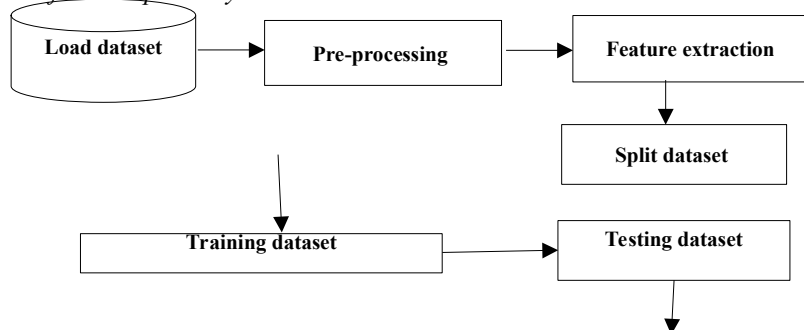 Load dataset
Pre-processing
Feature extraction
Split dataset
Training dataset
Testing dataset